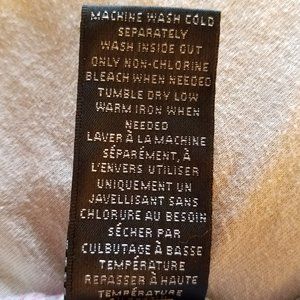 MACHINE WASH COLD
SEPARATELY
WASH INSIDE OUT
ONLY NON-CHLORINE
BLEACH WHEN NEEDED
TUMBLE DRY LOW
WARM IRON WHEN
NEEDED
LAVER À LA MACHINE
SÉPARÉMENT, À
L'ENVERS UTILISER
UNIQUEMENT UN
JAVELLISANT SANS
CHLORURE AU BESOIN
SÉCHER PAR
CULBUTAGE À BASSE
TEMPÉRATURE
REPASSER À HAUTE
TEMPÉRATURE